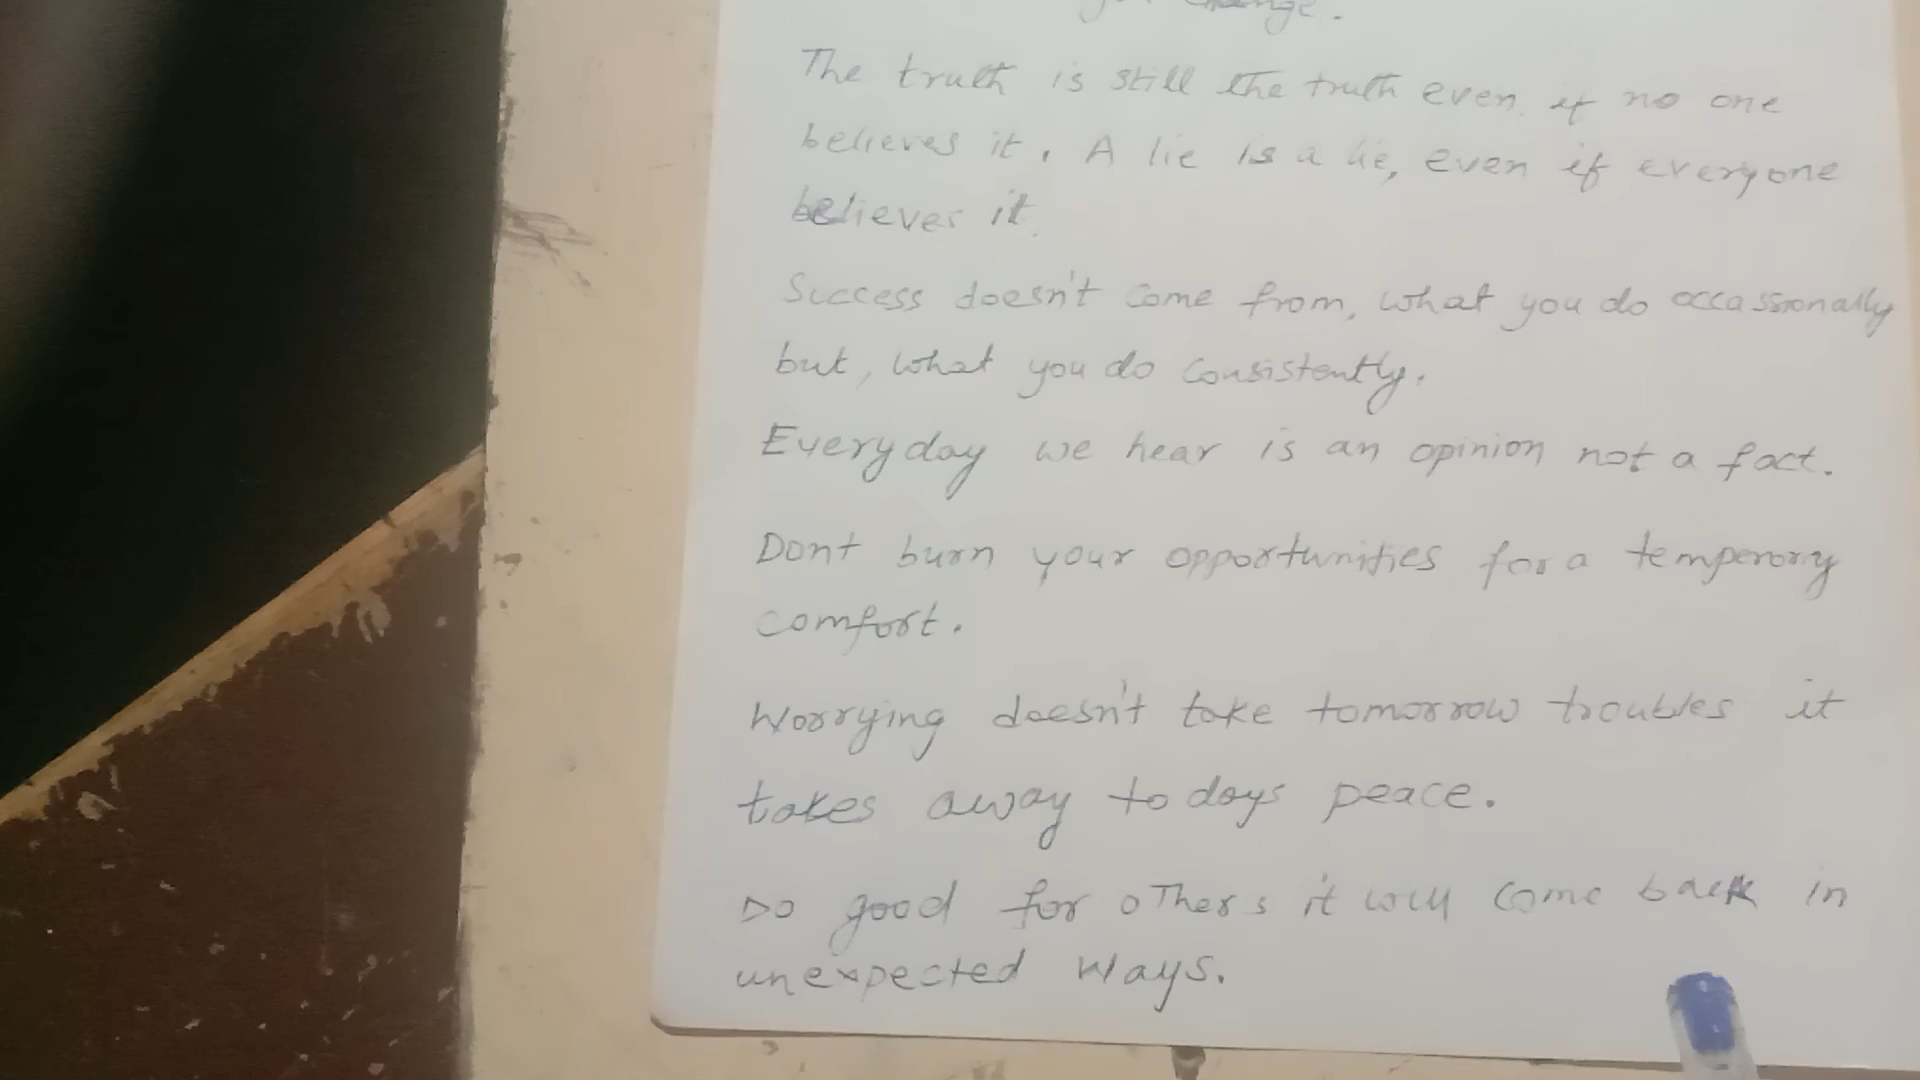 change.
The truth is still the truth even if no one
believes it. A lie is a lie, even if everyone
believes it.
Success doesn't come from, what you do occassionally
but, what you do consistently.
Everyday we hear is an opinion not a fact.
Dont burn your opportunities for a temperory
comfort.
Worrying doesn't take tomorrow troubles it
takes away todays peace.
Do good for others it will come back in
unexpected ways.